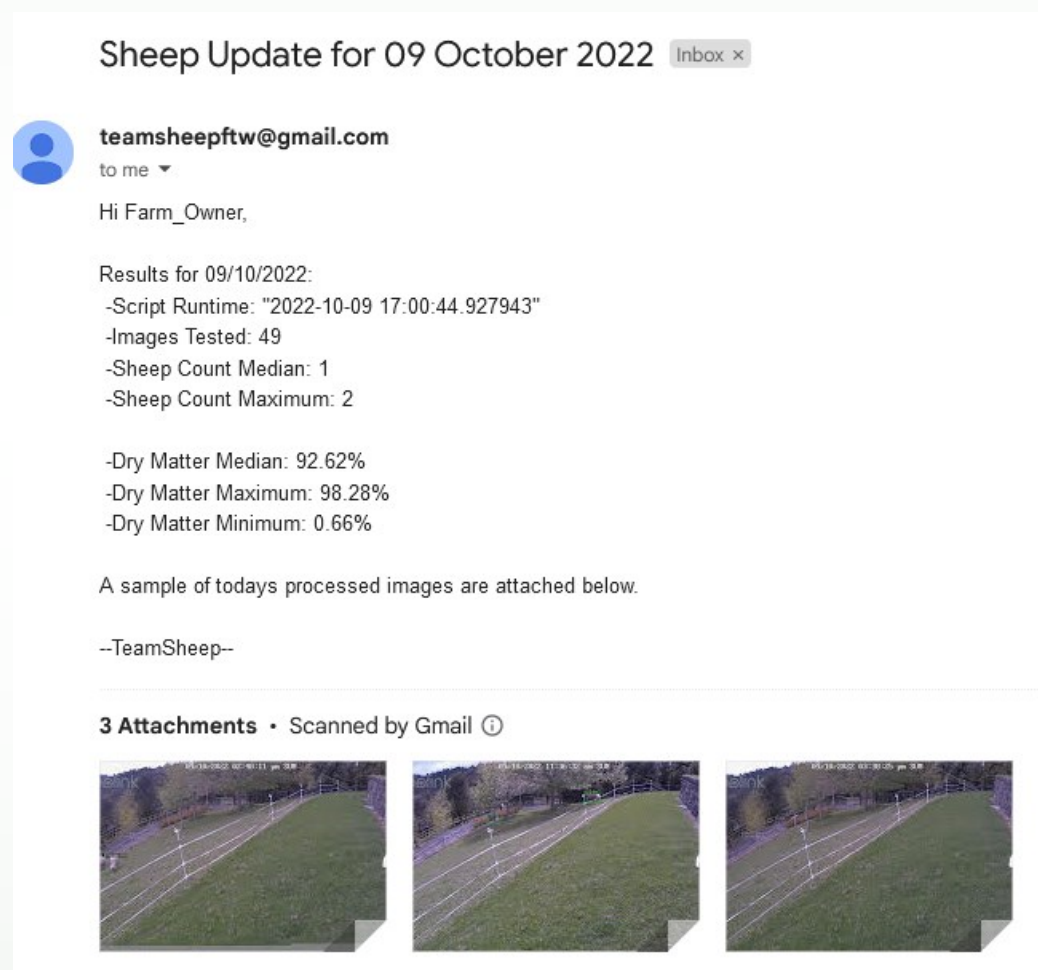 Sheep Update for 09 October 2022 Inbox ×
teamsheepftw@gmail.com
to me
Hi Farm_Owner,
Results for 09/10/2022:
-Script Runtime: "2022-10-09 17:00:44.927943"
-Images Tested: 49
-Sheep Count Median: 1
-Sheep Count Maximum: 2
-Dry Matter Median: 92.62%
-Dry Matter Maximum: 98.28%
-Dry Matter Minimum: 0.66%
A sample of todays processed images are attached below.
--TeamSheep--
3 Attachments • Scanned by Gmail